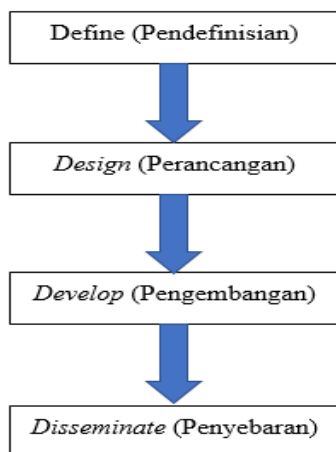 Define (Pendefinisian)
Design (Perancangan)
Develop (Pengembangan)
Disseminate (Penyebaran)